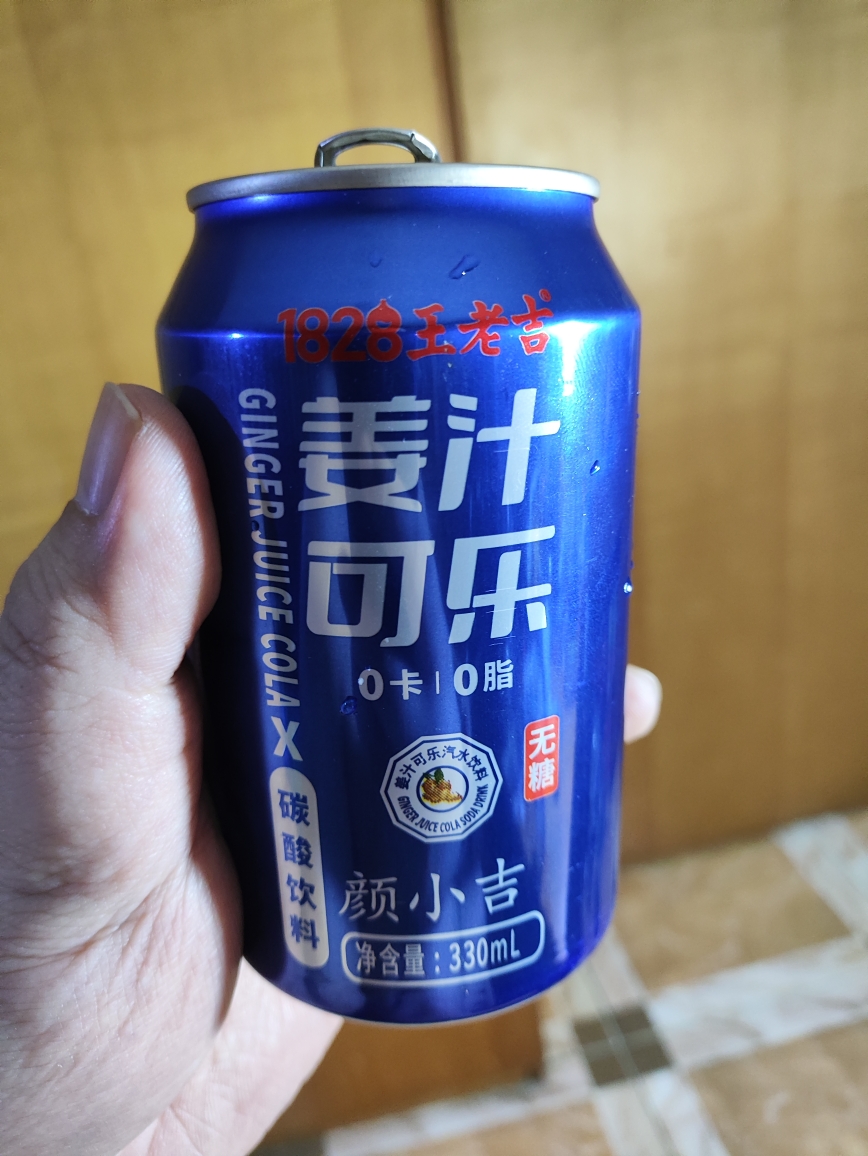 1828王老吉
姜汁
可乐
GINGER JUICE COLA X
碳酸饮料
0卡|0脂
无糖
姜汁可乐汽水饮料
GINGER JUICE COLA SODA DRINK
颜小吉
净含量:330mL